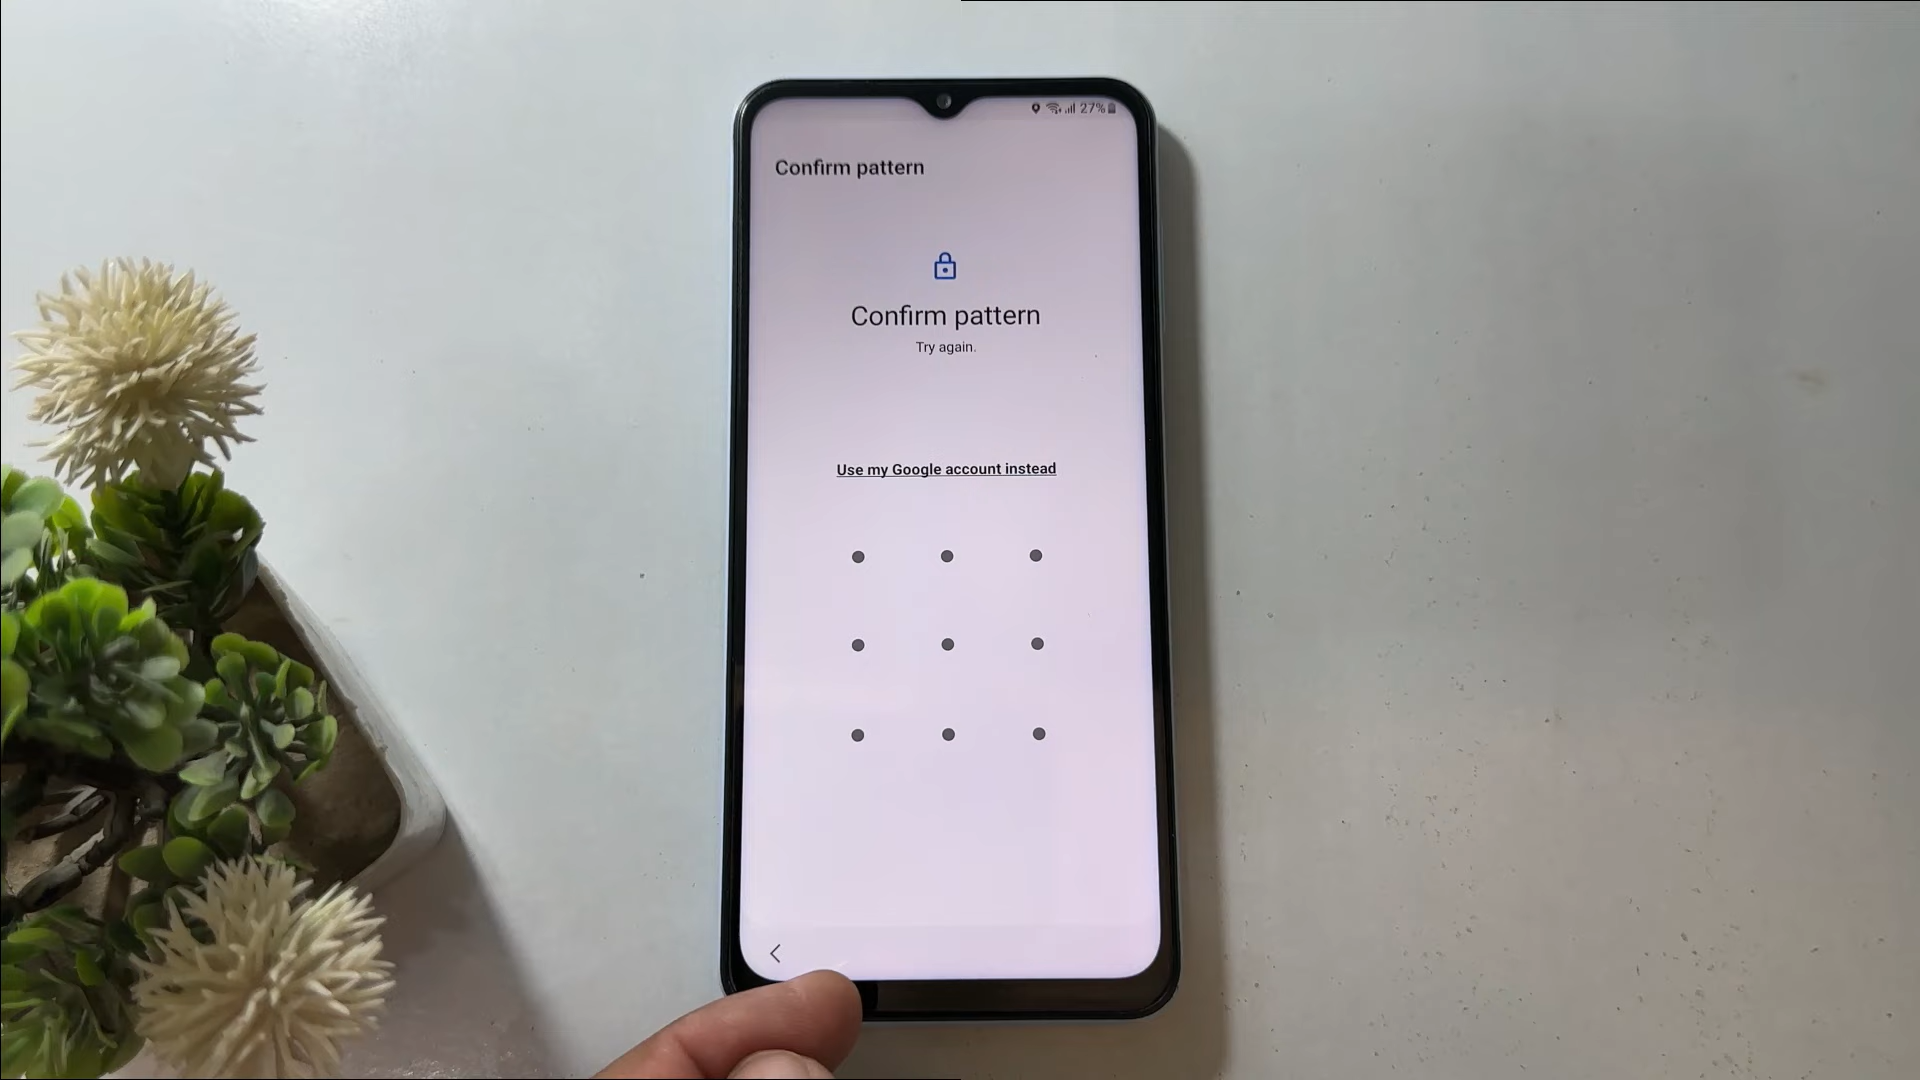 27%
Confirm pattern
Confirm pattern
Try again.
Use my Google account instead